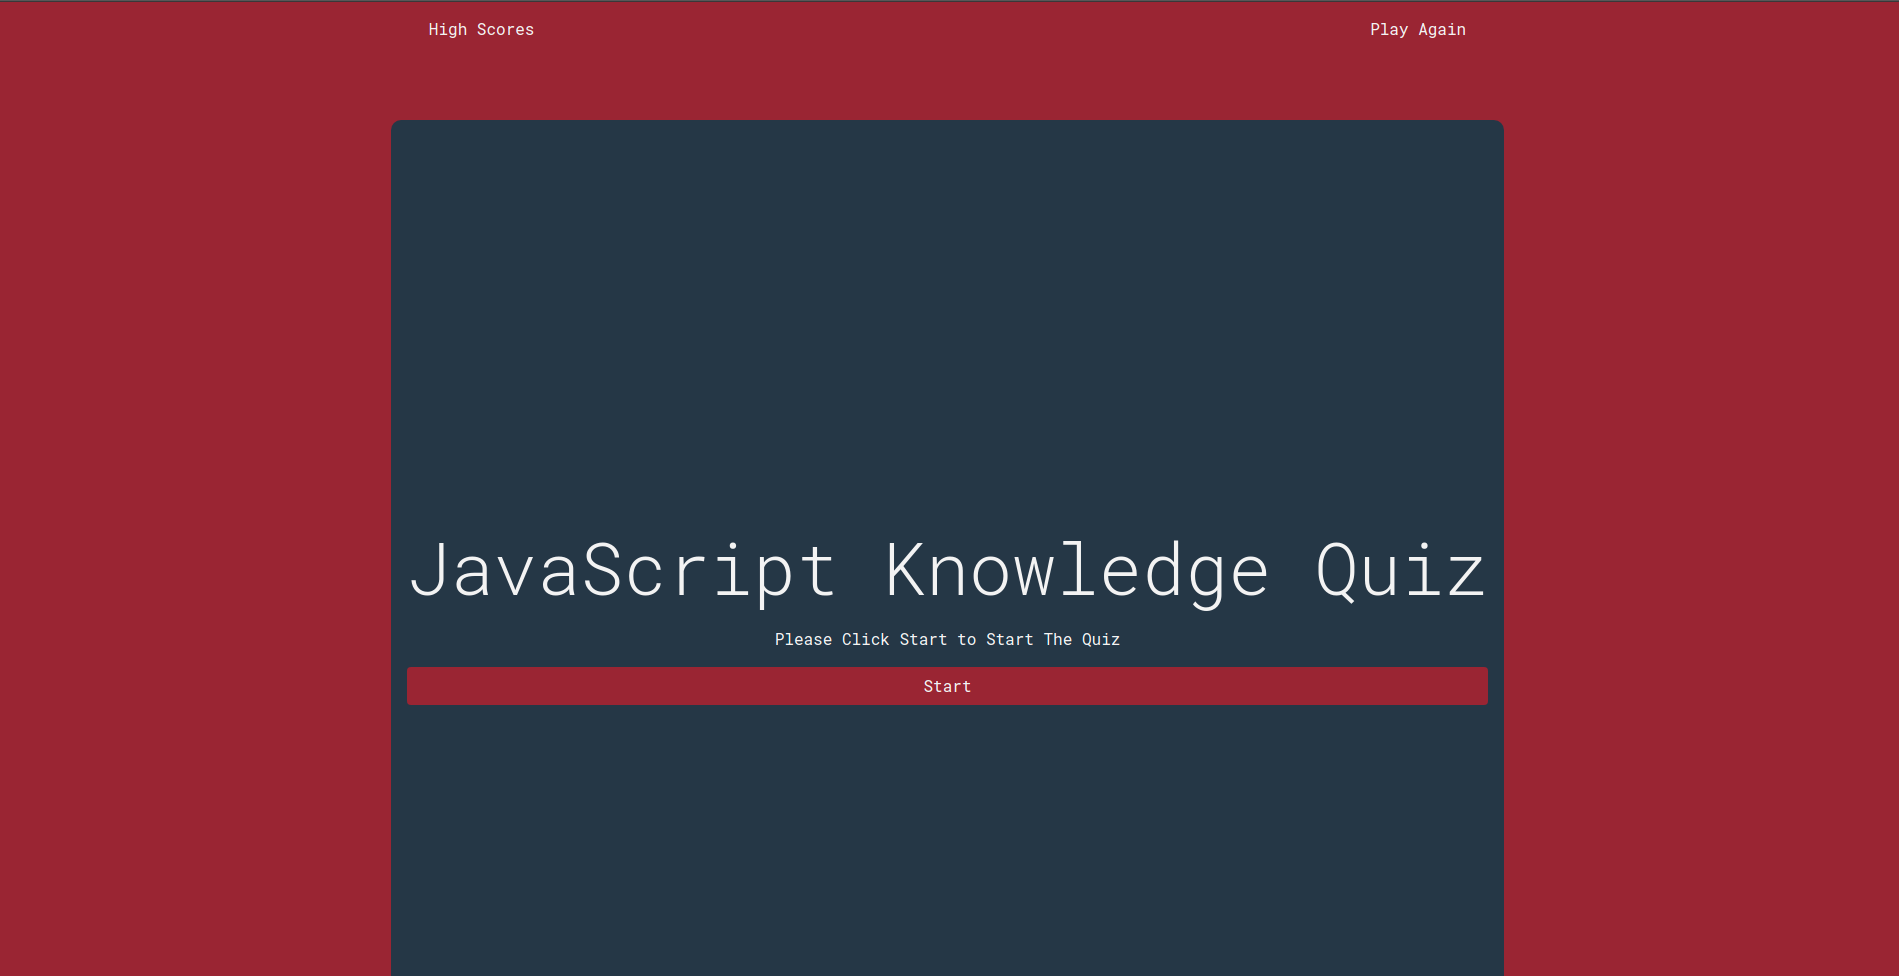 High Scores
Play Again
JavaScript Knowledge Quiz
Please Click Start to Start The Quiz
Start